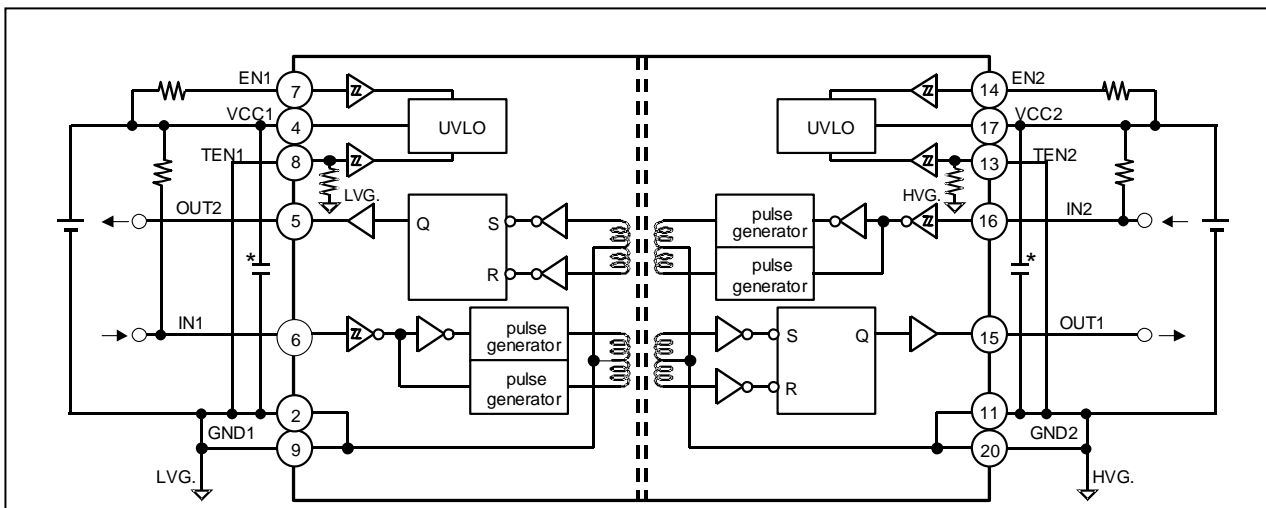 EN1
7
14
EN2
VCC1
4
UVLO
UVLO
17
VCC2
TEN1
8
13
TEN2
LVG.
HVG.
OUT2
5
Q
S
pulse
generator
16
IN2
*
R
pulse
generator
*
IN1
6
pulse
generator
S
Q
15
OUT1
pulse
generator
R
2
11
GND1
GND2
9
20
LVG.
HVG.